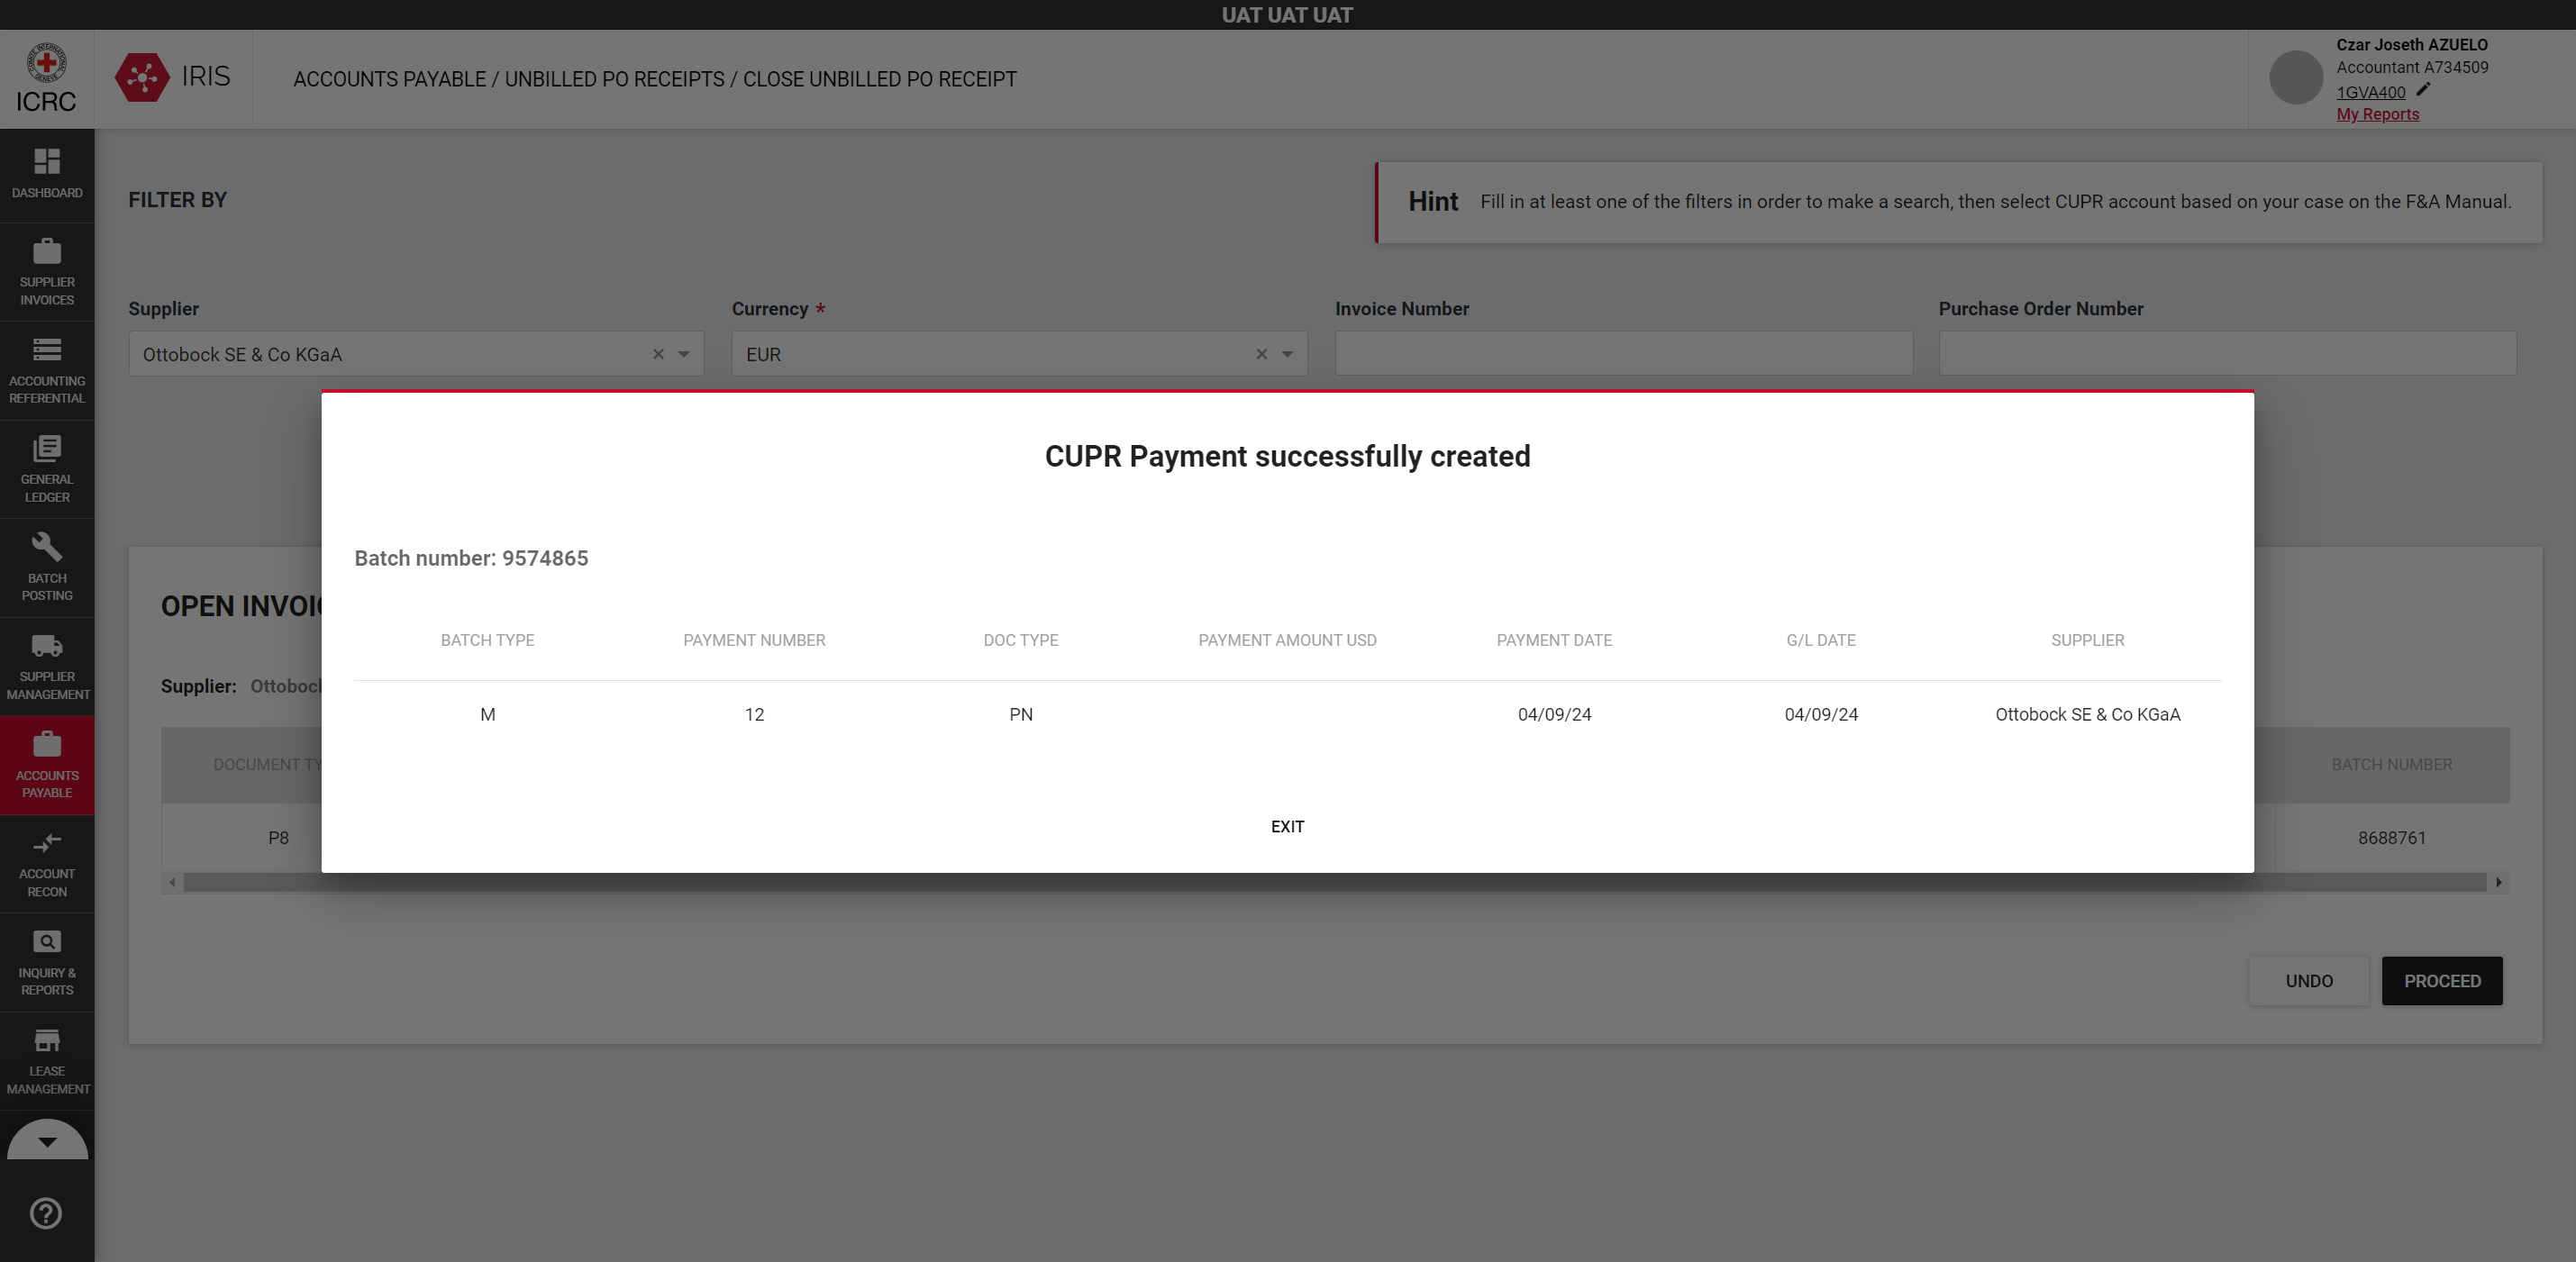 UAT UAT UAT
ICRC
IRIS
ACCOUNTS PAYABLE / UNBILLED PO RECEIPTS / CLOSE UNBILLED PO RECEIPT
Czar Joseth AZUELO
Accountant A734509
1GVA400
My Reports
DASHBOARD
SUPPLIER
INVOICES
ACCOUNTING
REFERENTIAL
GENERAL
LEDGER
BATCH
POSTING
SUPPLIER
MANAGEMENT
ACCOUNTS
PAYABLE
ACCOUNT
RECON
INQUIRY &
REPORTS
LEASE
MANAGEMENT
FILTER BY
Hint Fill in at least one of the filters in order to make a search, then select CUPR account based on your case on the F&A Manual.
Supplier Currency * Invoice Number Purchase Order Number
Ottobock SE & Co KGaA EUR
CUPR Payment successfully created
Batch number: 9574865
BATCH TYPE PAYMENT NUMBER DOC TYPE PAYMENT AMOUNT USD PAYMENT DATE G/L DATE SUPPLIER
M 12 PN 04/09/24 04/09/24 Ottobock SE & Co KGaA
EXIT
OPEN INVOI
Supplier: Ottobock
DOCUMENT TY BATCH NUMBER
P8 8688761
UNDO PROCEED